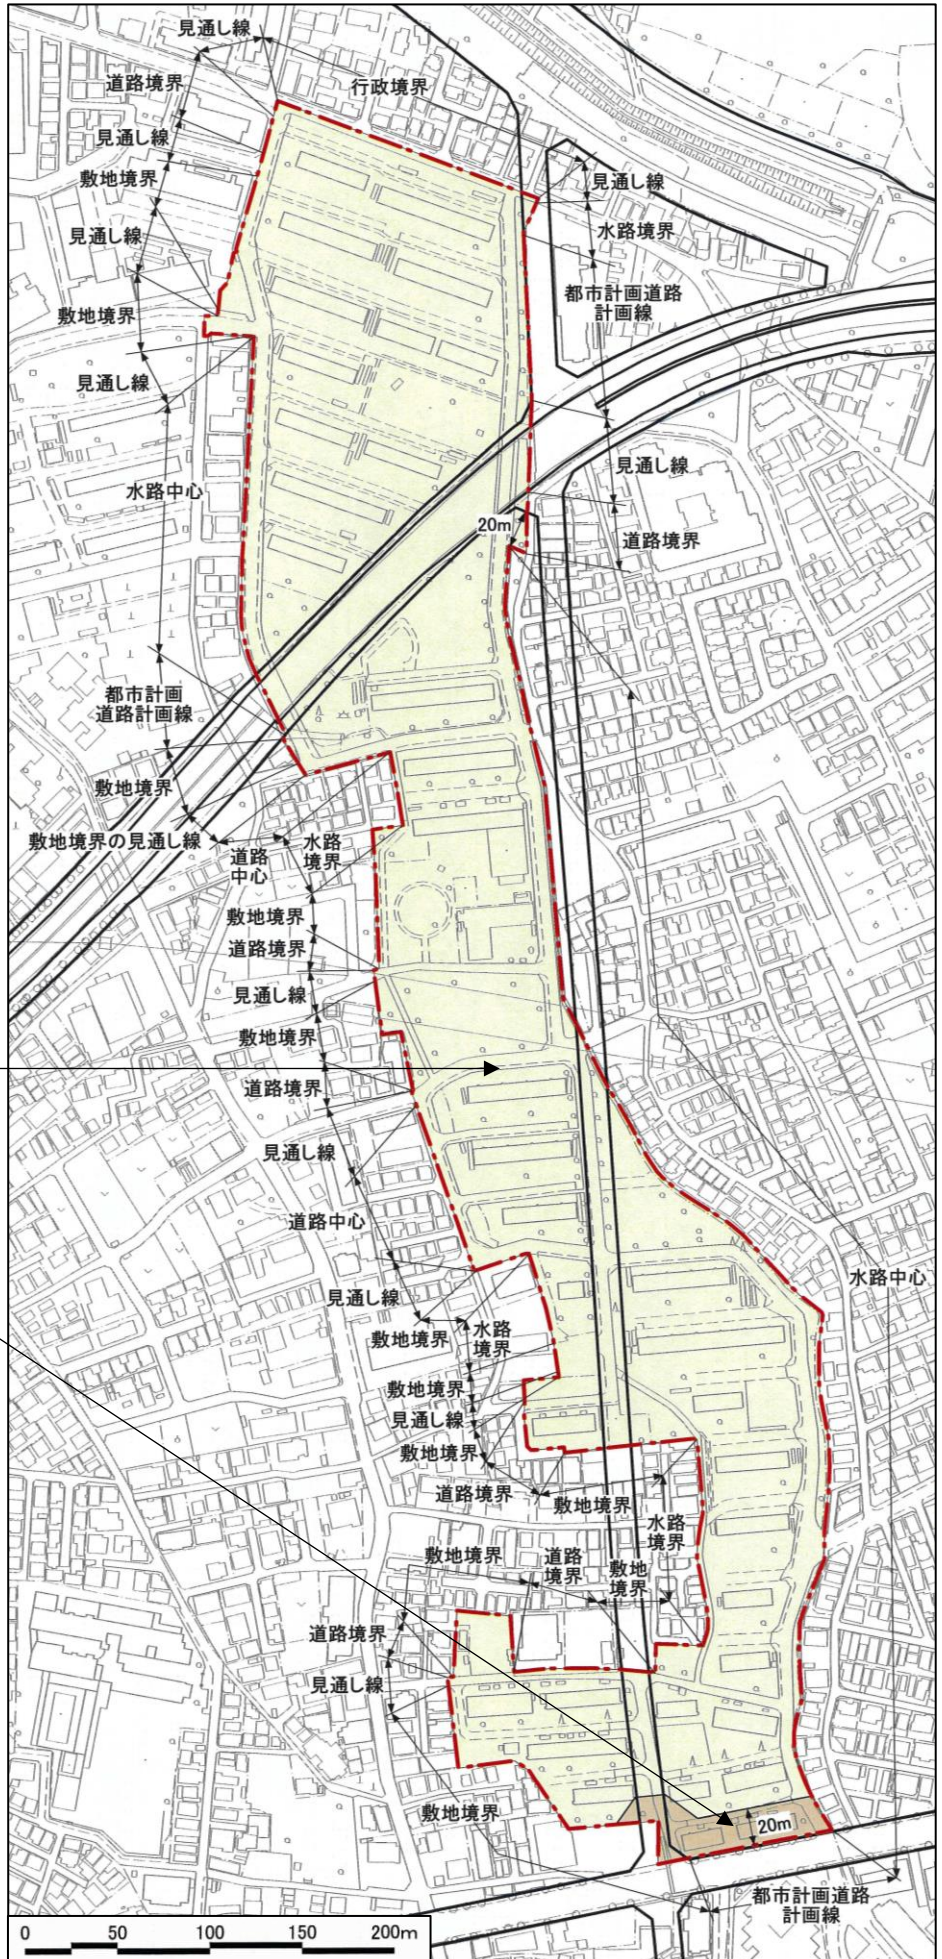 見通し線
道路境界
行政境界
見通し線
敷地境界
見通し線
見通し線
水路境界
敷地境界
都市計画道路
計画線
見通し線
見通し線
水路中心
20m
道路境界
都市計画
道路計画線
敷地境界
敷地境界の見通し線
道路
中心
水路
境界
敷地境界
道路境界
見通し線
敷地境界
道路境界
見通し線
道路中心
水路中心
見通し線
敷地境界
水路
境界
敷地境界
見通し線
敷地境界
道路境界
敷地境界
水路
境界
敷地境界
道路
境界
敷地
境界
道路境界
見通し線
敷地境界
20m
都市計画道路
計画線
0 50 100 150 200m